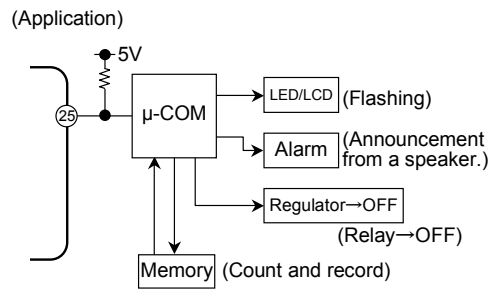 (Application)
5V
25
μ-COM
LED/LCD
(Flashing)
Alarm
(Announcement
from a speaker.)
Regulator→OFF
(Relay→OFF)
Memory
(Count and record)